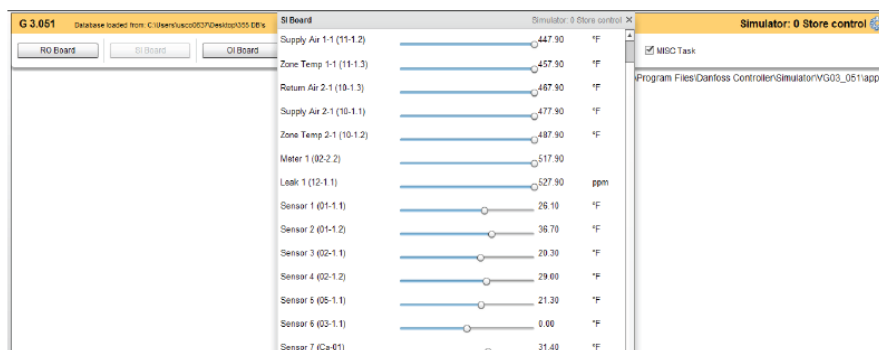 G 3.051 Database loaded from: C:\Users\usco0537\Desktop\355 DB's
SI Board Simulator: 0 Store control ×
Simulator: 0 Store control
RO Board SI Board OI Board
MISC Task
\Program Files\Danfoss Controller\Simulator\VG03_051\app
Supply Air 1-1 (11-1.2) 447.90 °F
Zone Temp 1-1 (11-1.3) 457.90 °F
Return Air 2-1 (10-1.3) 467.90 °F
Supply Air 2-1 (10-1.1) 477.90 °F
Zone Temp 2-1 (10-1.2) 487.90 °F
Meter 1 (02-2.2) 517.90
Leak 1 (12-1.1) 527.90 ppm
Sensor 1 (01-1.1) 26.10 °F
Sensor 2 (01-1.2) 36.70 °F
Sensor 3 (02-1.1) 20.30 °F
Sensor 4 (02-1.2) 29.00 °F
Sensor 5 (05-1.1) 21.30 °F
Sensor 6 (03-1.1) 0.00 °F
Sensor 7 (Ca-01) 31.40 °F